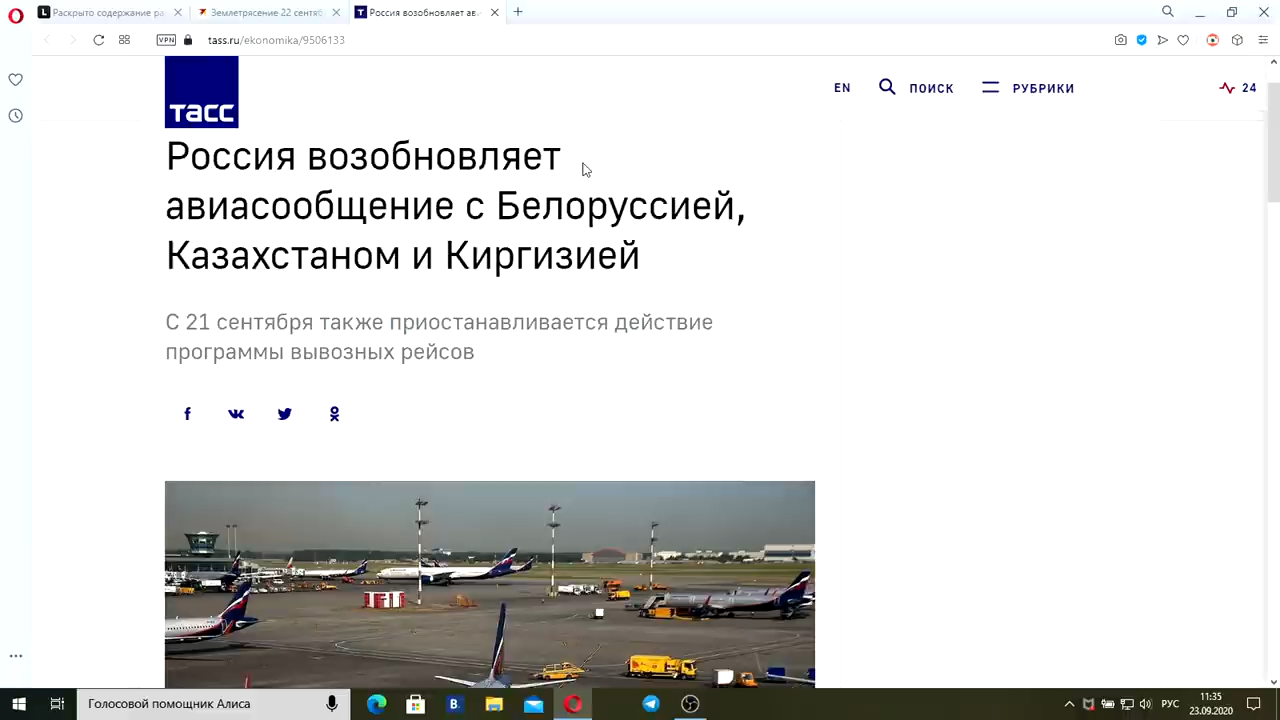 Раскрыто содержание ра
Землетрясение 22 сентяб
Россия возобновляет ави
VPN
tass.ru/ekonomika/9506133
ТАСС
EN
ПОИСК
РУБРИКИ
24
Россия возобновляет
авиасообщение с Белоруссией,
Казахстаном и Киргизией
С 21 сентября также приостанавливается действие
программы вывозных рейсов
Голосовой помощник Алиса
B.
РУС
11:35
23.09.2020